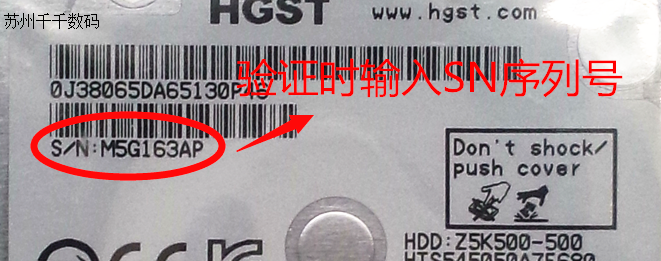 苏州千千数码
HGST
www.hgst.com
验证时输入SN序列号
S/N:M5G163AP
Don't shock/
push cover
HDD:Z5K500-500